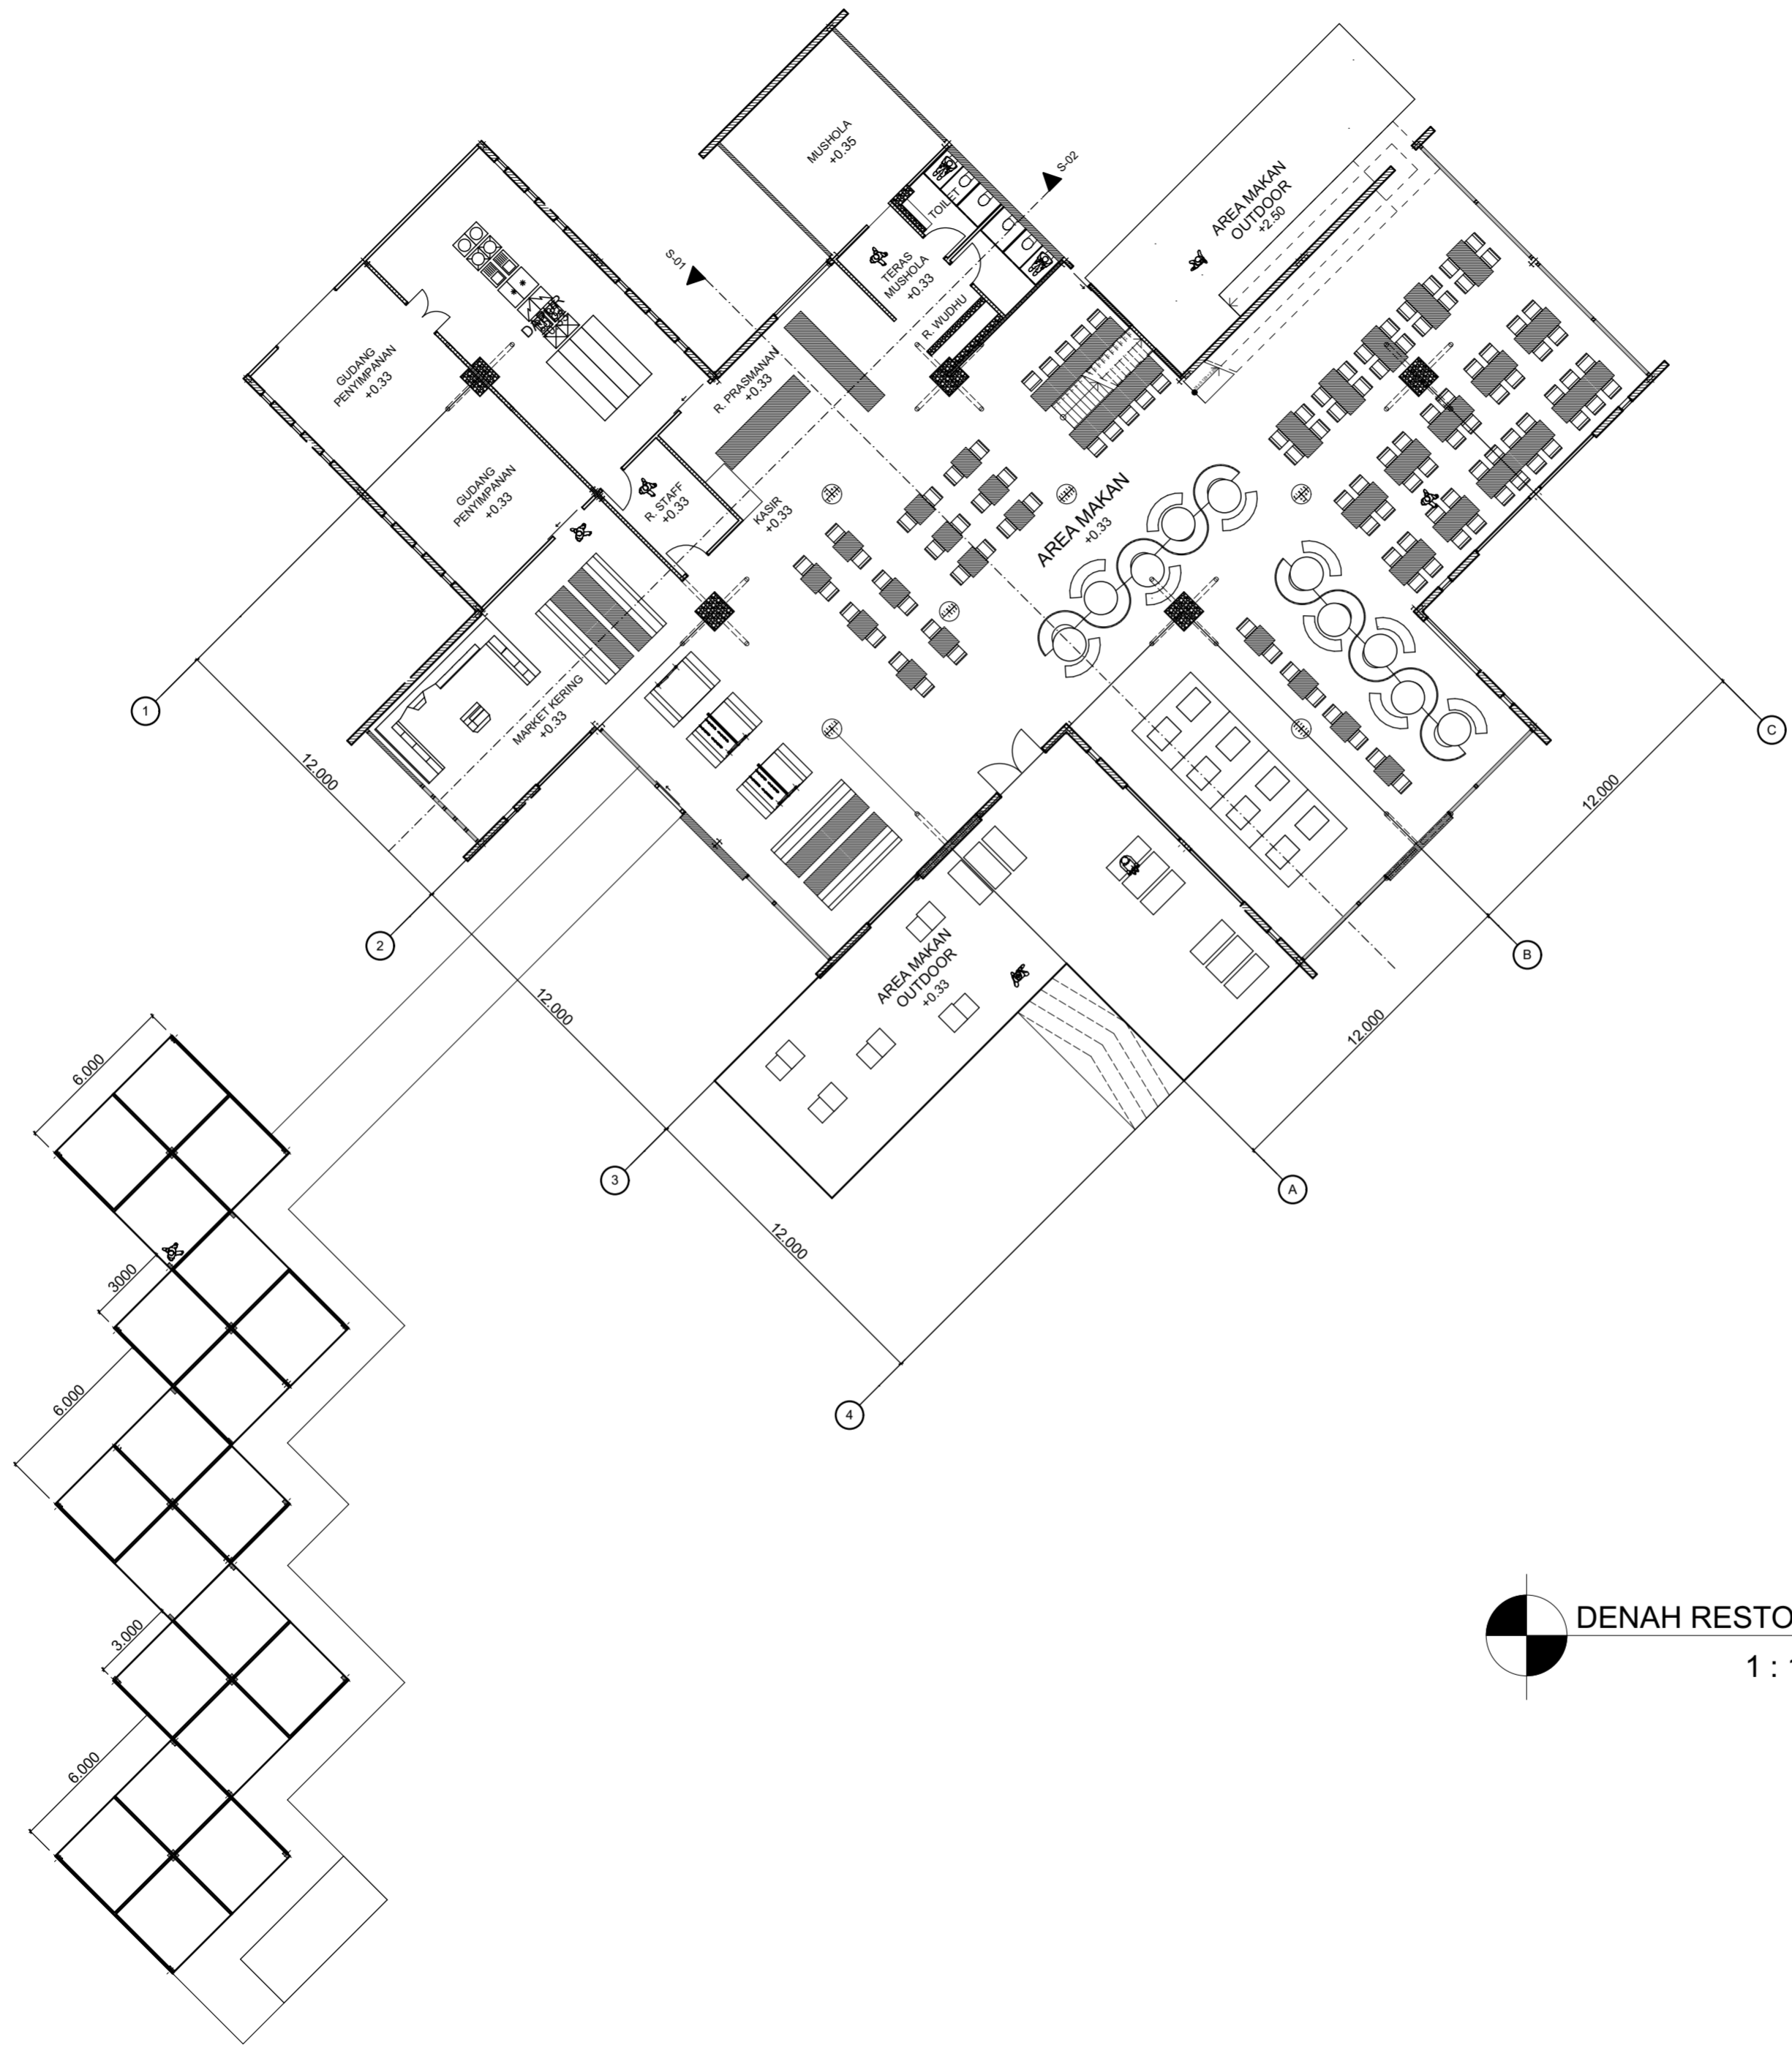 MUSHOLA
+0.35
S-02
TOILET
AREA MAKAN
OUTDOOR
+2.50
S-01
TERAS
MUSHOLA
+0.33
R. WUDHU
GUDANG
PENYIMPANAN
+0.33
R. PRASMANAN
+0.33
GUDANG
PENYIMPANAN
+0.33
R. STAFF
+0.33
KASIR
+0.33
AREA MAKAN
+0.33
MARKET KERING
+0.33
1
C
12.000
12.000
2
B
AREA MAKAN
OUTDOOR
+0.33
12.000
12.000
6.000
3
A
12.000
3000
6.000
4
3.000
6.000
DENAH RESTO
1 :